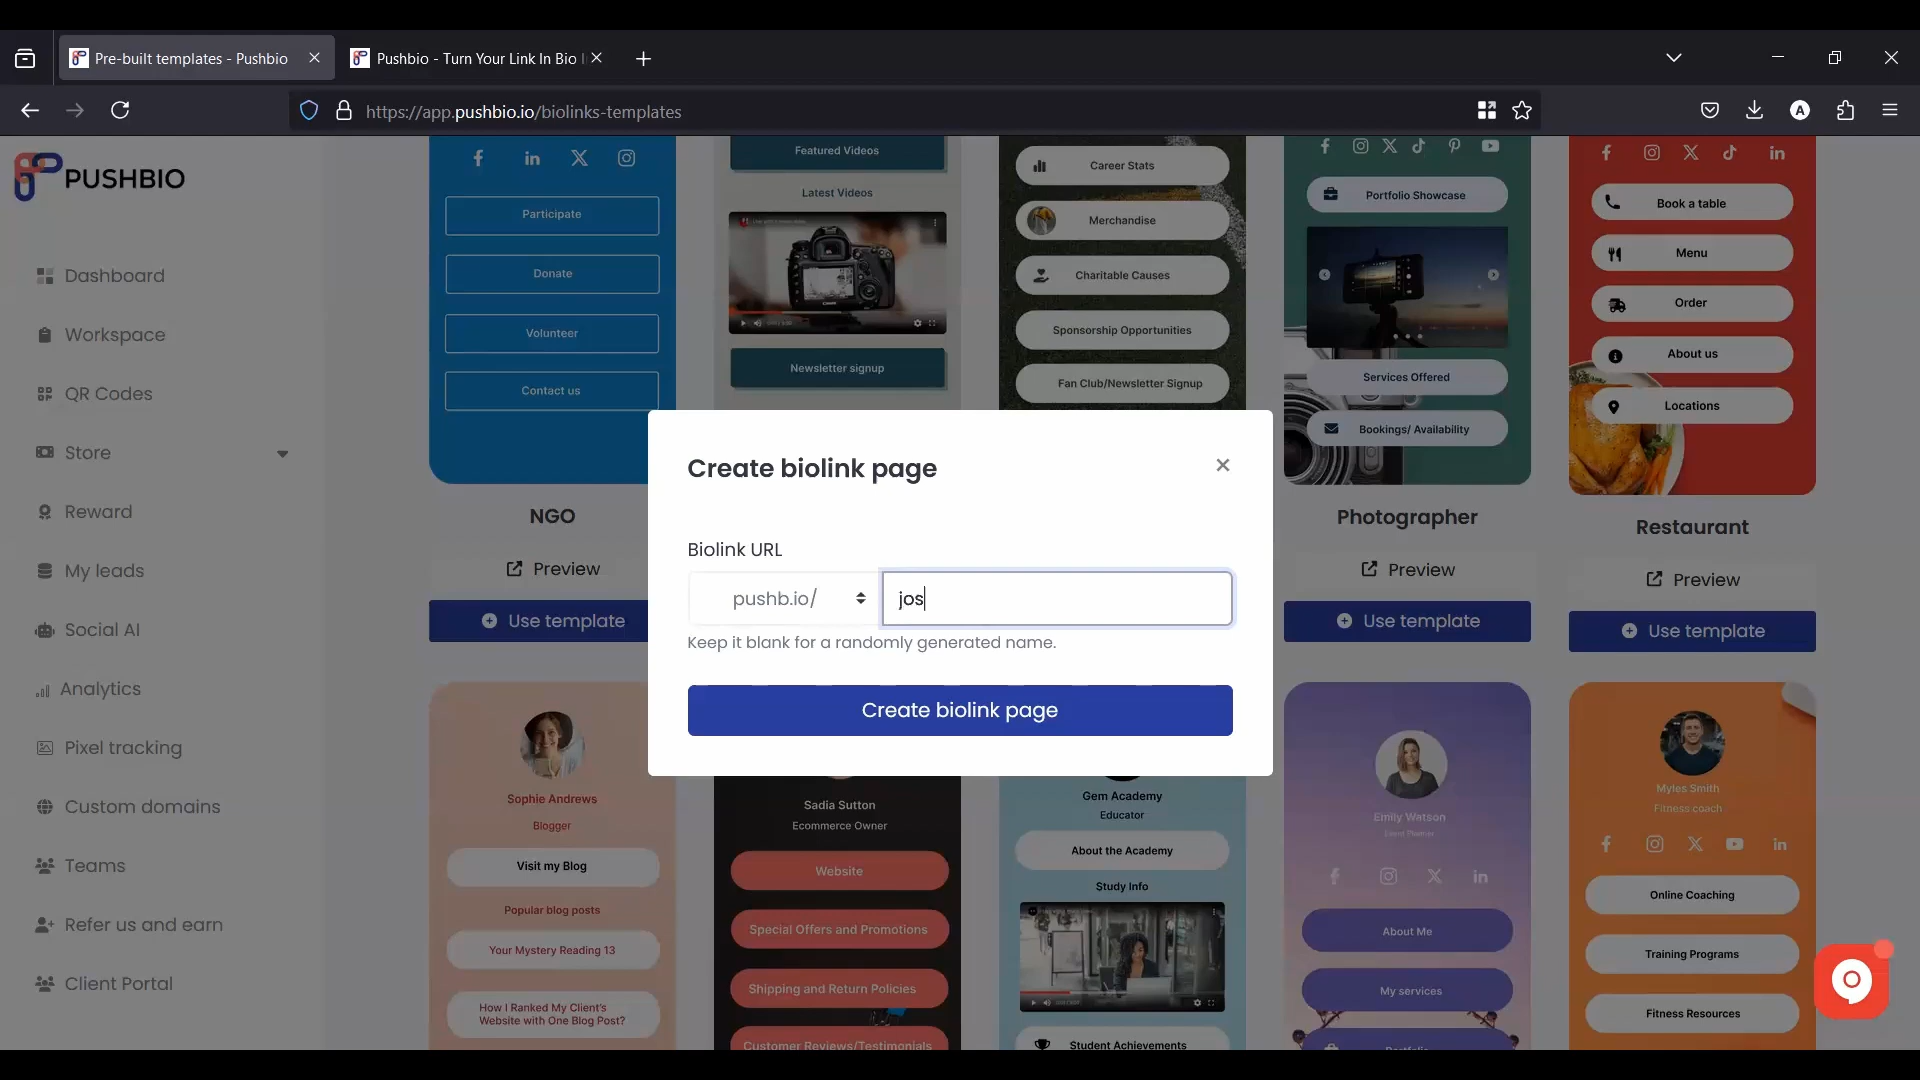 Pre-built templates - Pushbio
Pushbio - Turn Your Link In Bio
https://app.pushbio.io/biolinks-templates
PUSHBIO
Dashboard
Workspace
QR Codes
Store
Reward
My leads
Social AI
Analytics
Pixel tracking
Custom domains
Teams
Refer us and earn
Client Portal
Participate
Donate
Volunteer
Contact us
NGO
Preview
Use template
Featured Videos
Latest Videos
Newsletter signup
Career Stats
Merchandise
Charitable Causes
Sponsorship Opportunities
Fan Club/Newsletter Signup
Portfolio Showcase
Services Offered
Bookings/ Availability
Photographer
Preview
Use template
Book a table
Menu
Order
About us
Locations
Restaurant
Preview
Use template
Create biolink page
Biolink URL
pushb.io/
jos
Keep it blank for a randomly generated name.
Create biolink page
Sophie Andrews
Blogger
Visit my Blog
Popular blog posts
Your Mystery Reading 13
How I Ranked My Client's
Website with One Blog Post?
Sadia Sutton
Ecommerce Owner
Website
Special Offers and Promotions
Shipping and Return Policies
Customer Reviews/Testimonials
Gem Academy
Educator
About the Academy
Study Info
Student Achievements
Emily Watson
Event Planner
About Me
My services
Portfolio
Myles Smith
Fitness coach
Online Coaching
Training Programs
Fitness Resources